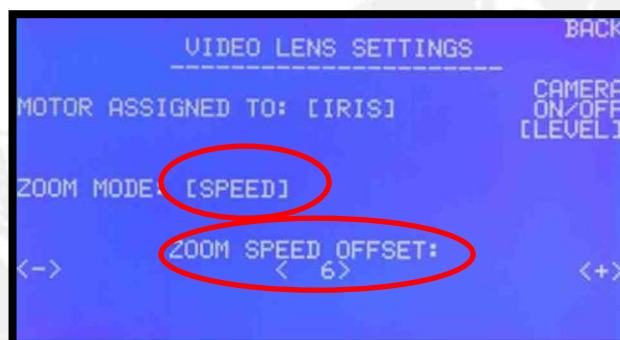 BACK
VIDEO LENS SETTINGS
CAMERA
MOTOR ASSIGNED TO: [IRIS] ON/OFF
[LEVEL]
ZOOM MODE: [SPEED]
ZOOM SPEED OFFSET:
<-> < 6> <+>